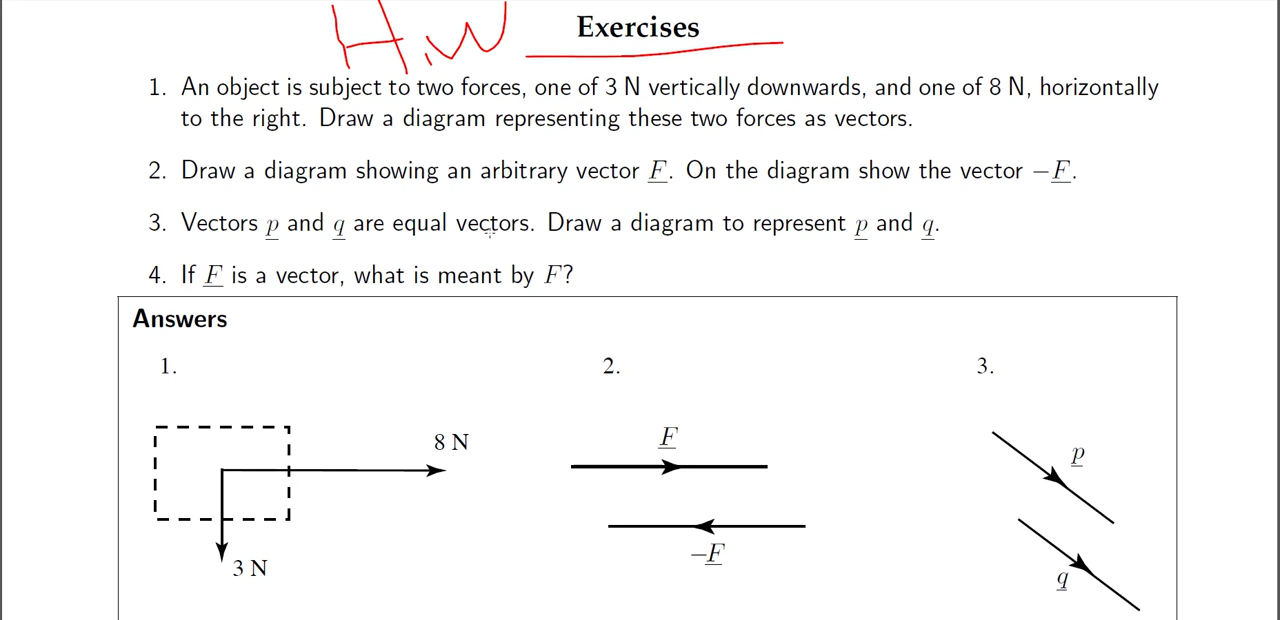 H.W
Exercises
1. An object is subject to two forces, one of 3 N vertically downwards, and one of 8 N, horizontally
to the right. Draw a diagram representing these two forces as vectors.
2. Draw a diagram showing an arbitrary vector F. On the diagram show the vector −F.
3. Vectors p and q are equal vectors. Draw a diagram to represent p and q.
4. If F is a vector, what is meant by F?
Answers
1.
2.
3.
8 N
3 N
F
−F
p
q